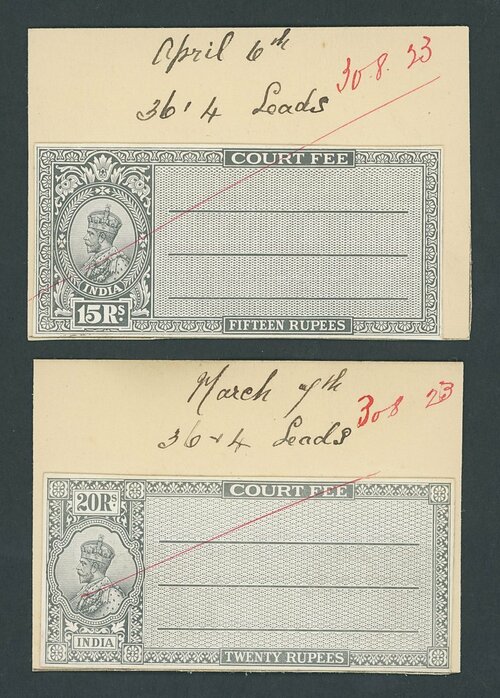 April 6th
30.8.23
36 · 4 Leads
COURT FEE
INDIA
15Rs
FIFTEEN RUPEES
March 7th
30 8 23
36 + 4 Leads
COURT FEE
20Rs
INDIA
TWENTY RUPEES